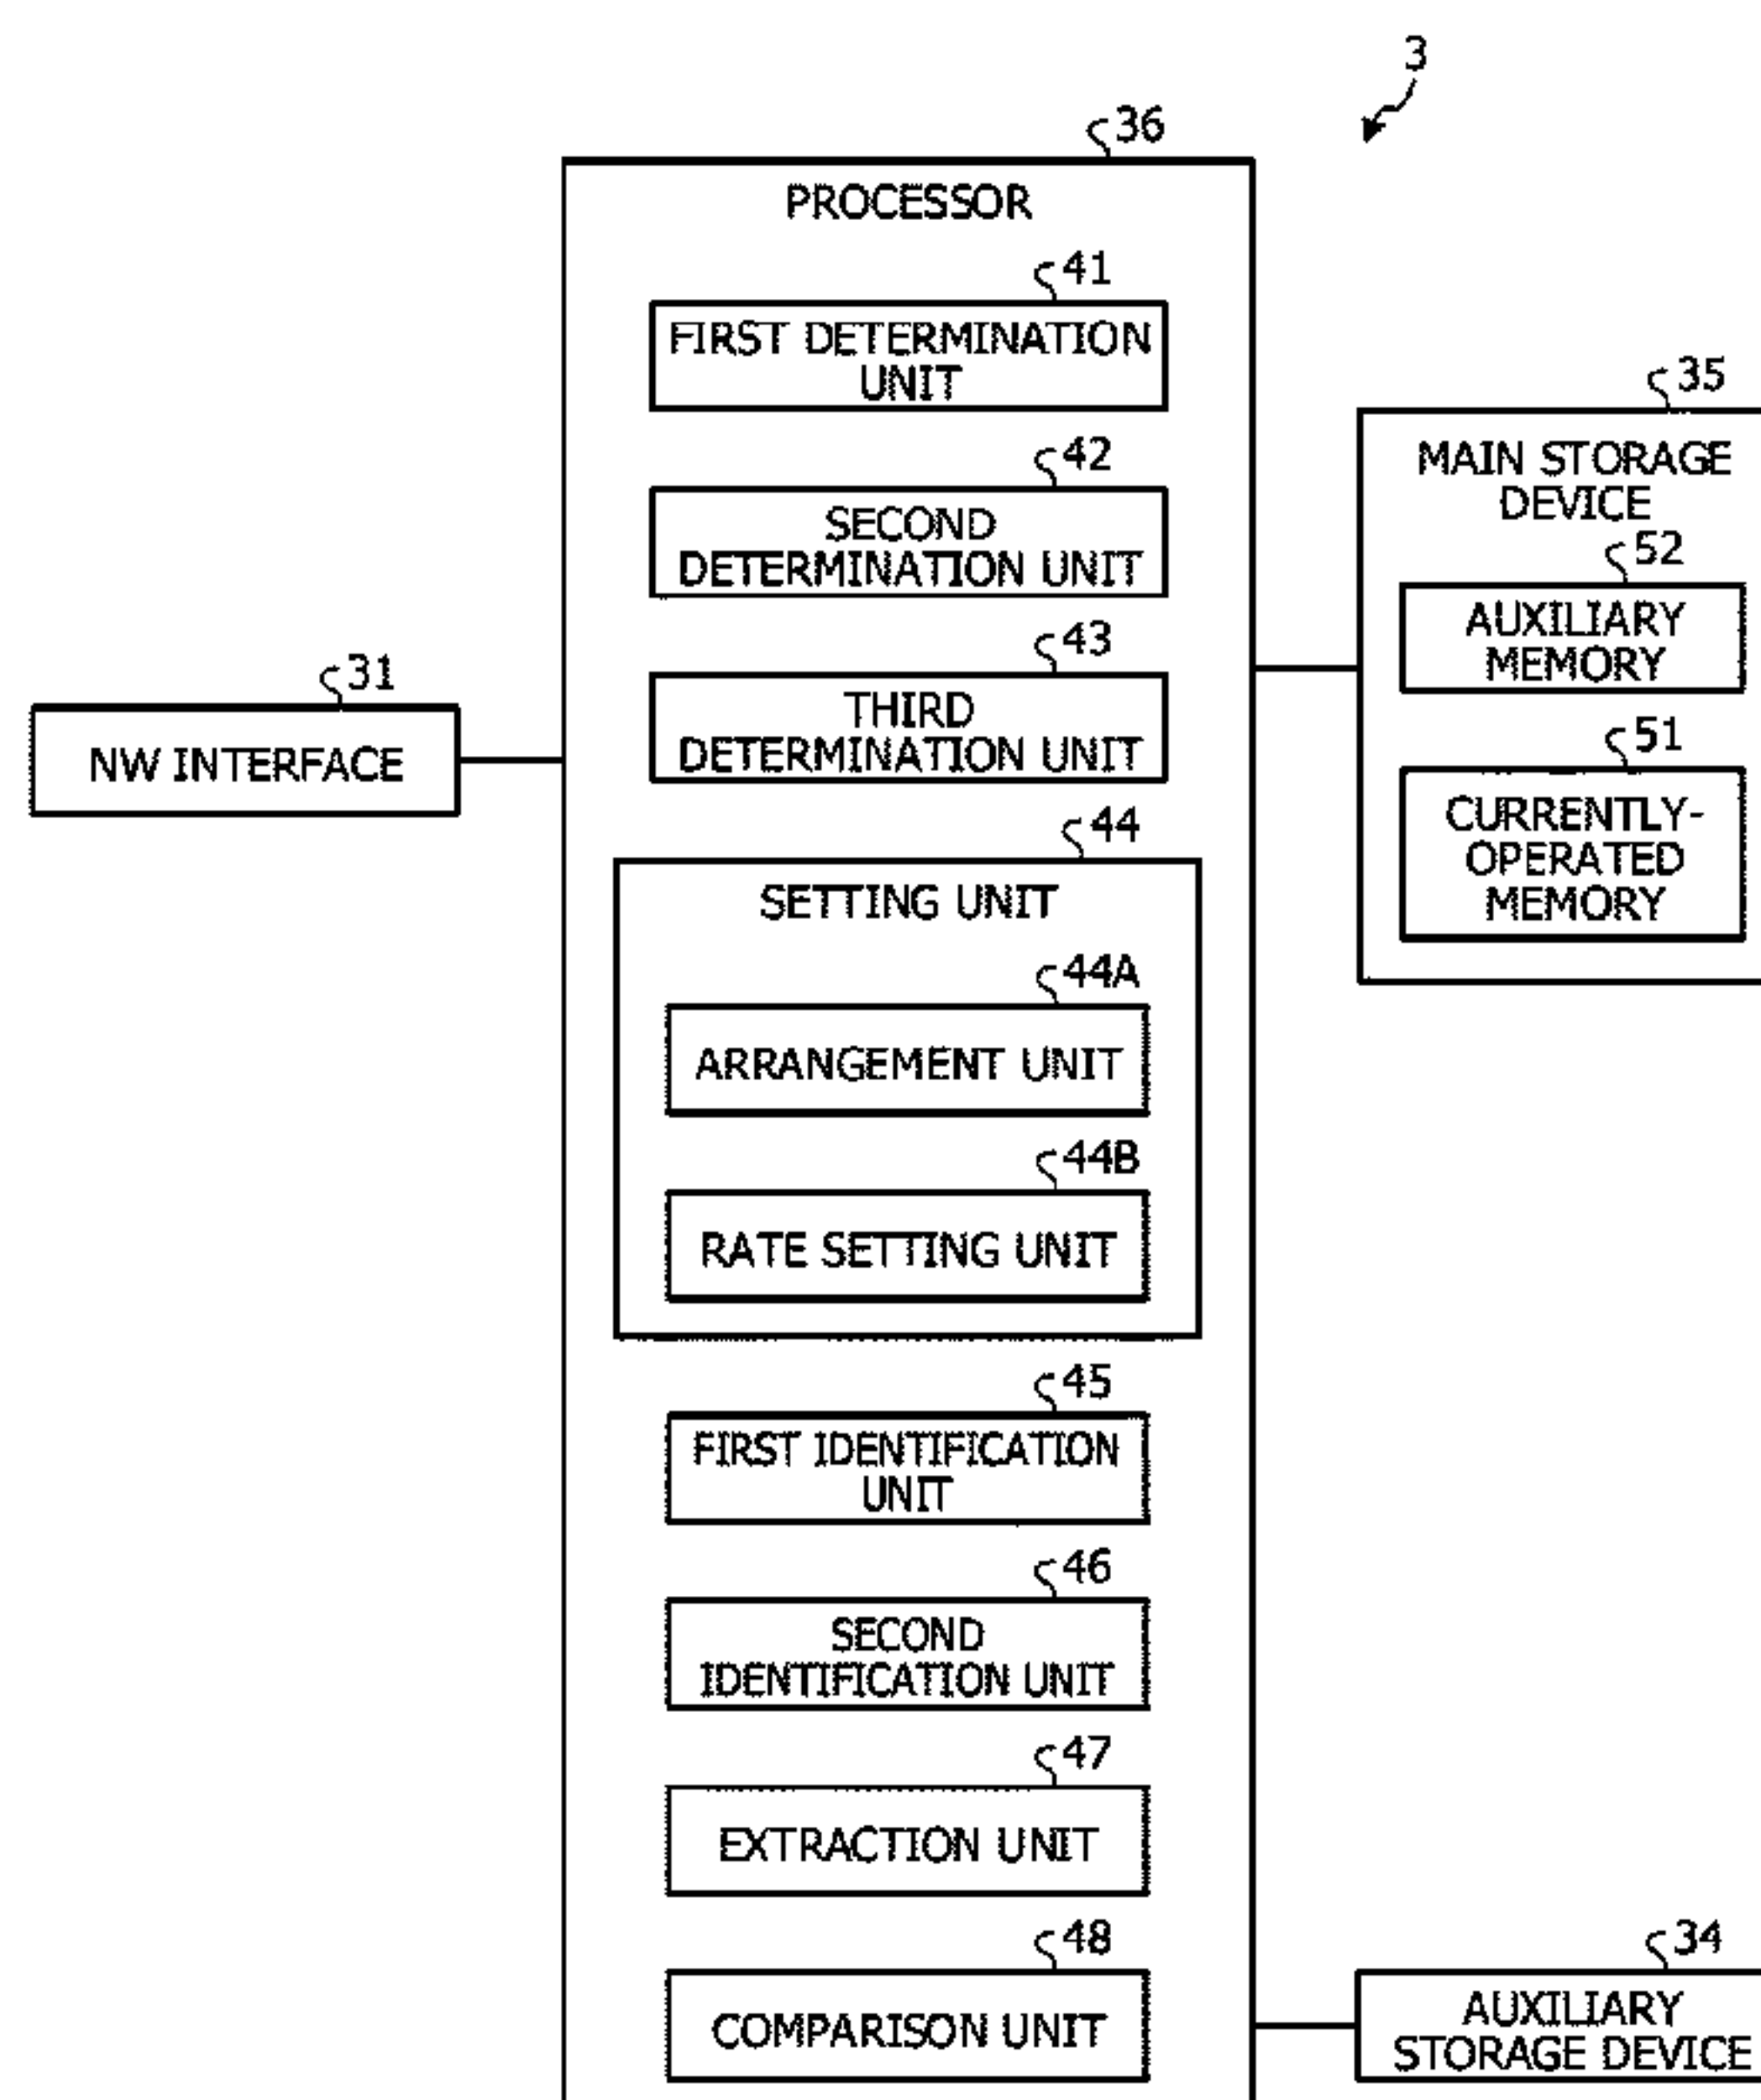 3
36
PROCESSOR
41
FIRST DETERMINATION
UNIT
42
SECOND
DETERMINATION UNIT
43
THIRD
DETERMINATION UNIT
44
SETTING UNIT
44A
ARRANGEMENT UNIT
44B
RATE SETTING UNIT
45
FIRST IDENTIFICATION
UNIT
46
SECOND
IDENTIFICATION UNIT
47
EXTRACTION UNIT
48
COMPARISON UNIT
31
NW INTERFACE
35
MAIN STORAGE
DEVICE
52
AUXILIARY
MEMORY
51
CURRENTLY-
OPERATED
MEMORY
34
AUXILIARY
STORAGE DEVICE